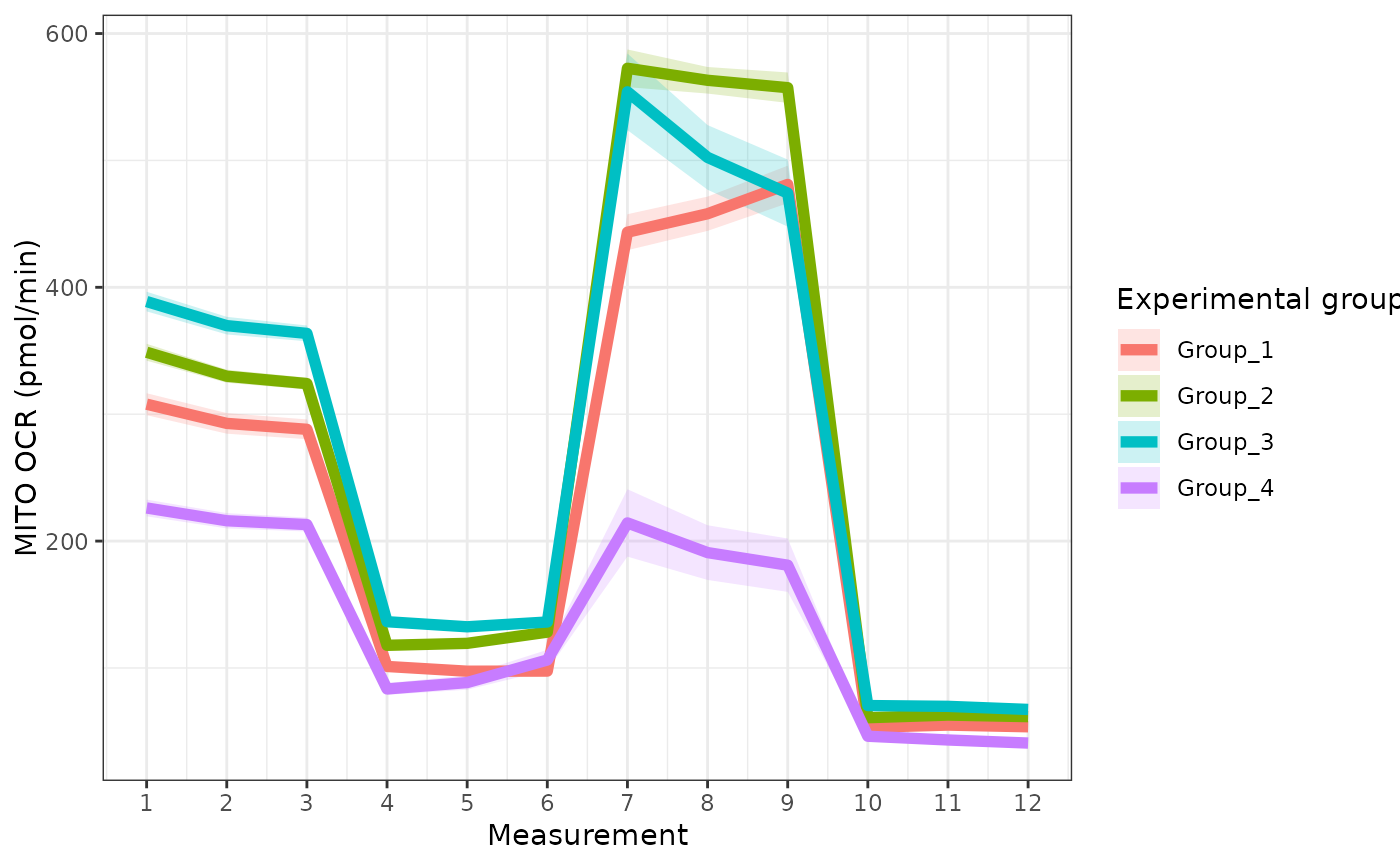 600
400
200
MITO OCR (pmol/min)
1 2 3 4 5 6 7 8 9 10 11 12
Measurement
Experimental group
Group_1
Group_2
Group_3
Group_4